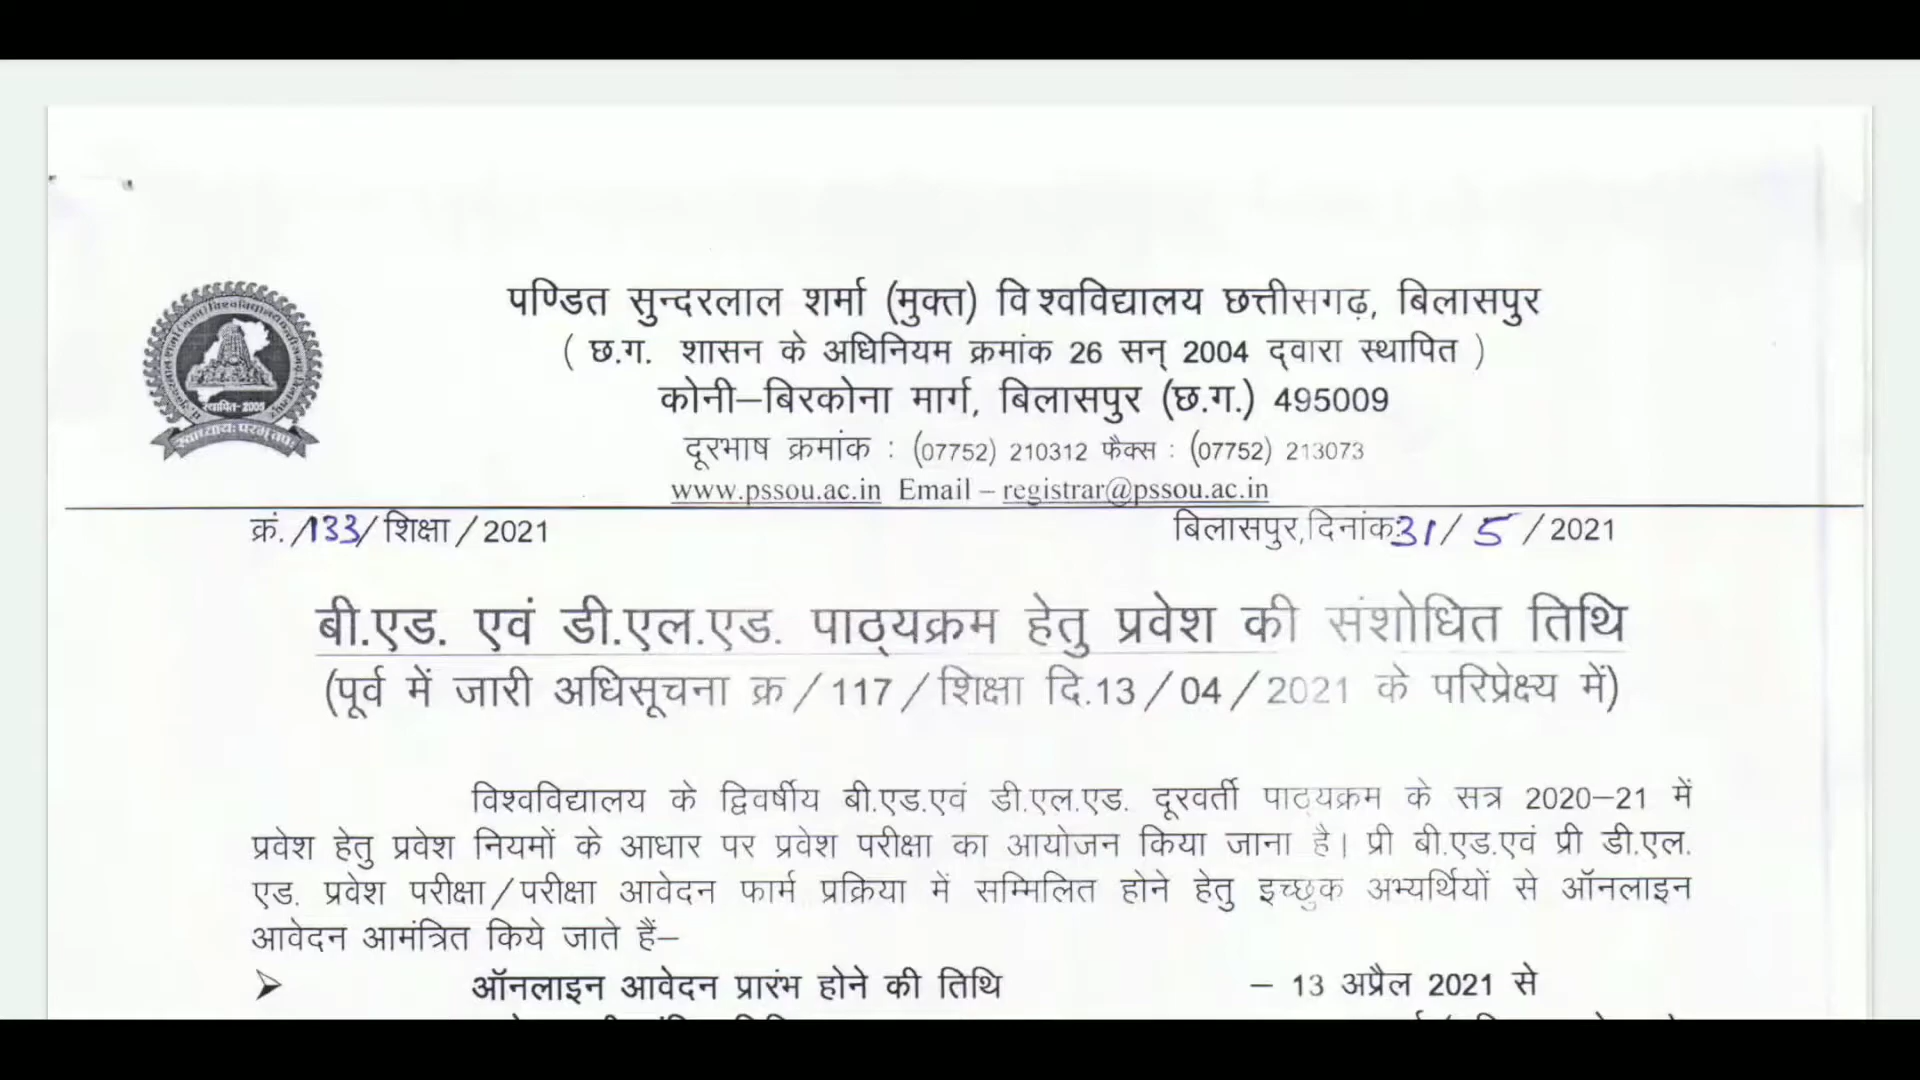 पण्डित सुन्दरलाल शर्मा (मुक्त) विश्वविद्यालय छत्तीसगढ़, बिलासपुर
( छ.ग. शासन के अधिनियम क्रमांक 26 सन् 2004 द्वारा स्थापित )
कोनी–बिरकोना मार्ग, बिलासपुर (छ.ग.) 495009
दूरभाष क्रमांक : (07752) 210312 फैक्स : (07752) 213073
www.pssou.ac.in Email – registrar@pssou.ac.in
स्थापित- 2005
स्वाध्यायः परमं तपः
क्रं. /133/ शिक्षा / 2021 बिलासपुर,दिनांक:31/ 5 / 2021
बी.एड. एवं डी.एल.एड. पाठ्यक्रम हेतु प्रवेश की संशोधित तिथि
(पूर्व में जारी अधिसूचना क्र / 117 / शिक्षा दि.13 / 04 / 2021 के परिप्रेक्ष्य में)
विश्वविद्यालय के द्विवर्षीय बी.एड.एवं डी.एल.एड. दूरवर्ती पाठ्यक्रम के सत्र 2020–21 में
प्रवेश हेतु प्रवेश नियमों के आधार पर प्रवेश परीक्षा का आयोजन किया जाना है। प्री बी.एड.एवं प्री डी.एल.
एड. प्रवेश परीक्षा/परीक्षा आवेदन फार्म प्रक्रिया में सम्मिलित होने हेतु इच्छुक अभ्यर्थियों से ऑनलाइन
आवेदन आमंत्रित किये जाते हैं–
➤ ऑनलाइन आवेदन प्रारंभ होने की तिथि – 13 अप्रैल 2021 से